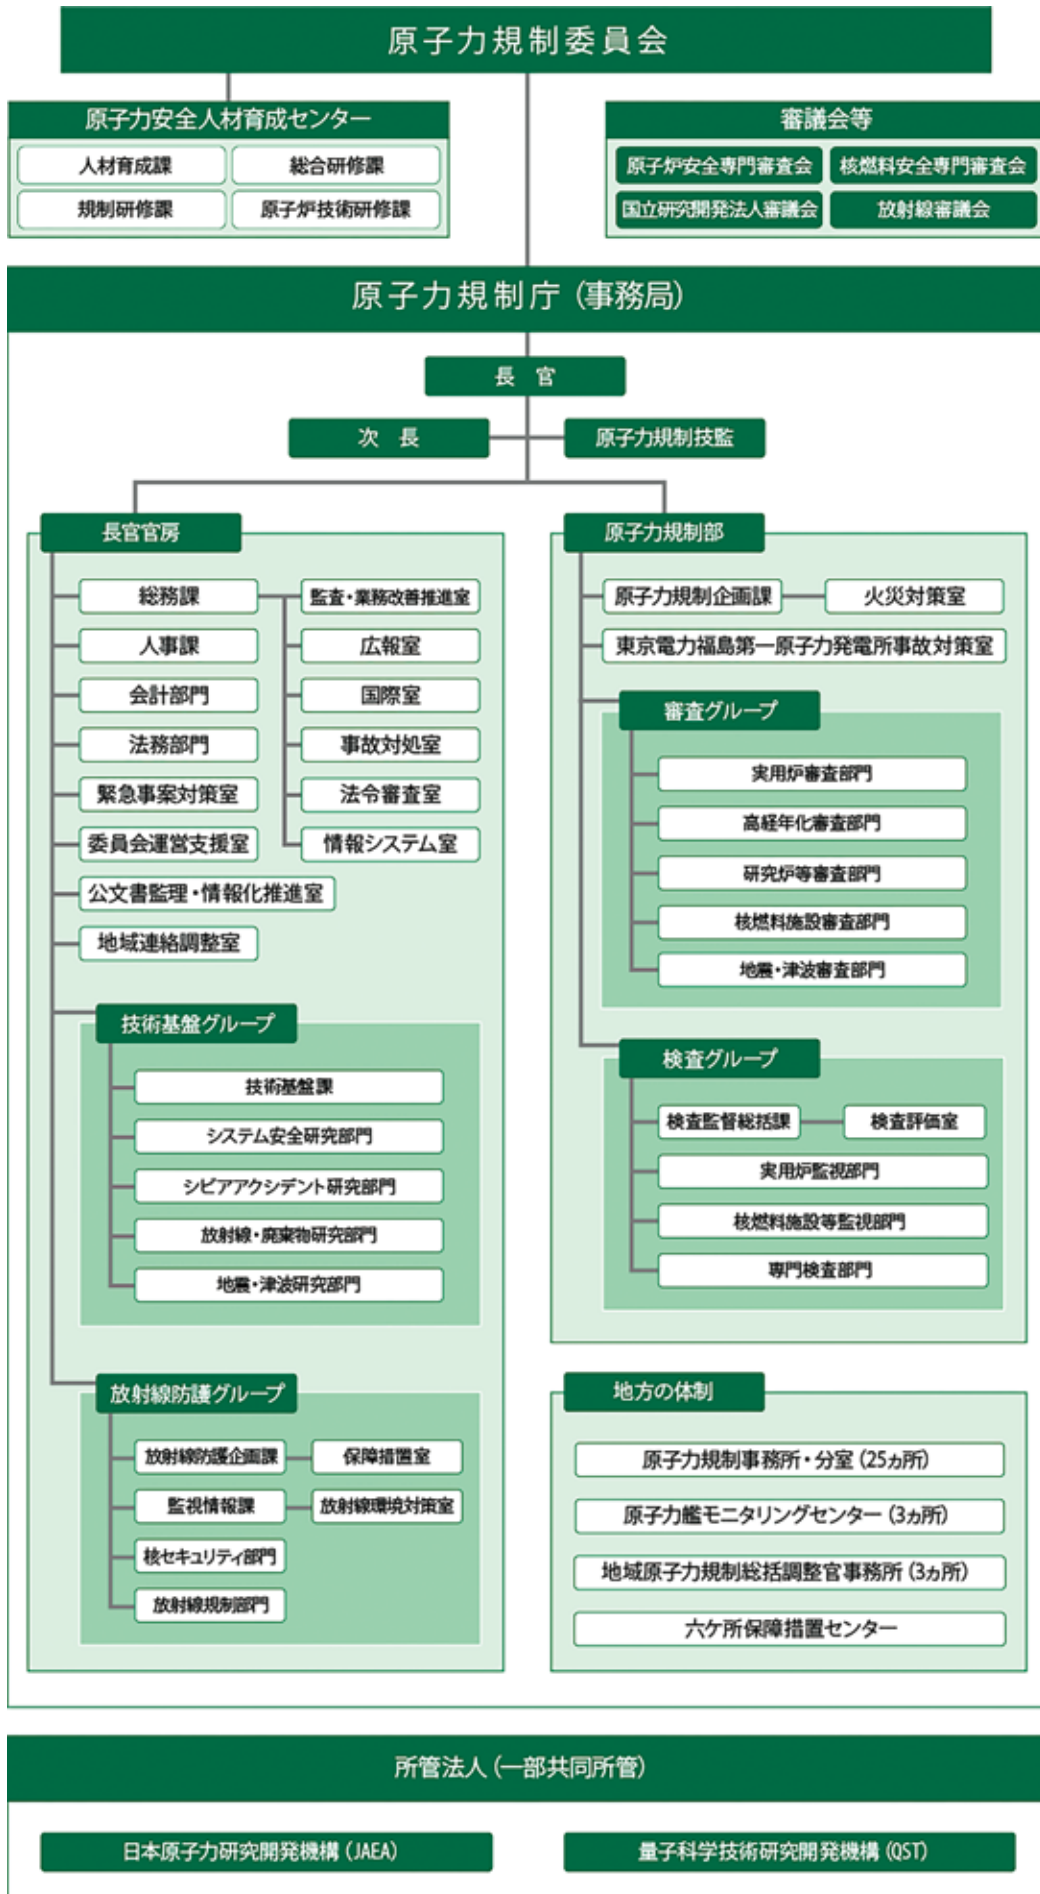 原子力規制委員会
原子力安全人材育成センター
人材育成課
総合研修課
規制研修課
原子炉技術研修課
審議会等
原子炉安全専門審査会
核燃料安全専門審査会
国立研究開発法人審議会
放射線審議会
原子力規制庁（事務局）
長　官
次　長
原子力規制技監
長官官房
総務課
監査・業務改善推進室
人事課
広報室
会計部門
国際室
法務部門
事故対処室
緊急事案対策室
法令審査室
委員会運営支援室
情報システム室
公文書監理・情報化推進室
地域連絡調整室
技術基盤グループ
技術基盤課
システム安全研究部門
シビアアクシデント研究部門
放射線・廃棄物研究部門
地震・津波研究部門
放射線防護グループ
放射線防護企画課
保障措置室
監視情報課
放射線環境対策室
核セキュリティ部門
放射線規制部門
原子力規制部
原子力規制企画課
火災対策室
東京電力福島第一原子力発電所事故対策室
審査グループ
実用炉審査部門
高経年化審査部門
研究炉等審査部門
核燃料施設審査部門
地震・津波審査部門
検査グループ
検査監督総括課
検査評価室
実用炉監視部門
核燃料施設等監視部門
専門検査部門
地方の体制
原子力規制事務所・分室（25ヵ所）
原子力艦モニタリングセンター（3ヵ所）
地域原子力規制総括調整官事務所（3ヵ所）
六ケ所保障措置センター
所管法人（一部共同所管）
日本原子力研究開発機構（JAEA）
量子科学技術研究開発機構（QST）